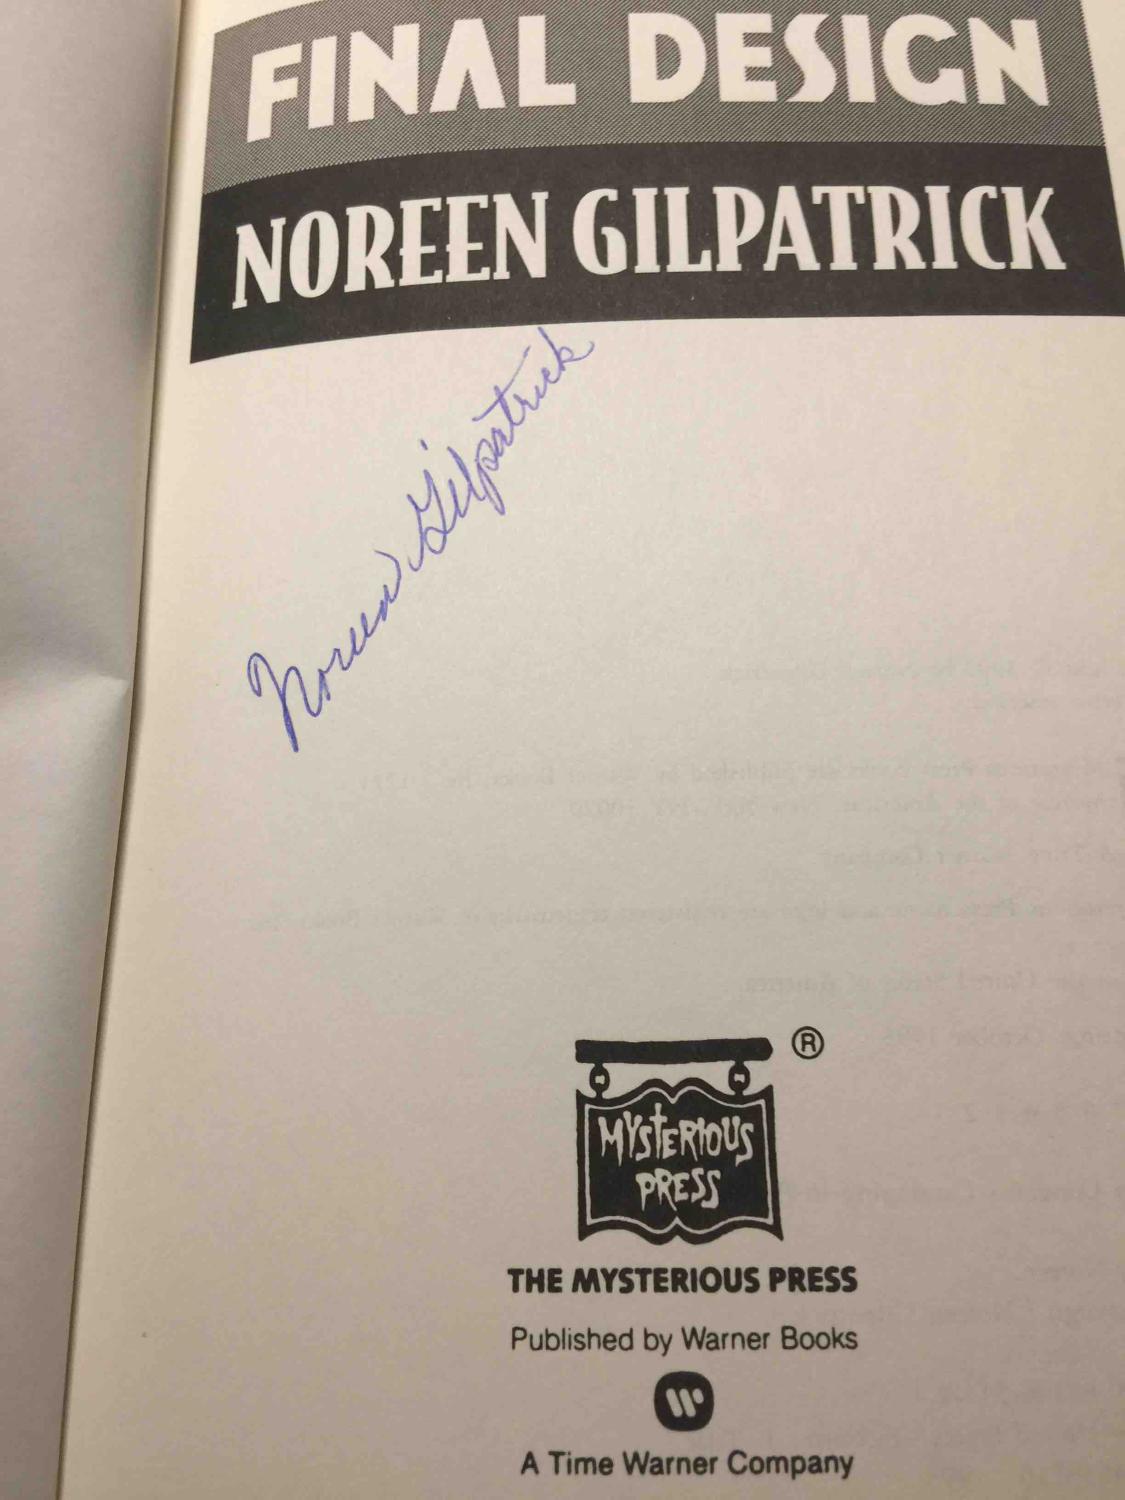 FINAL DESIGN
NOREEN GILPATRICK
Noreen Gilpatrick
®
MYSTERIOUS
PRESS
THE MYSTERIOUS PRESS
Published by Warner Books
A Time Warner Company